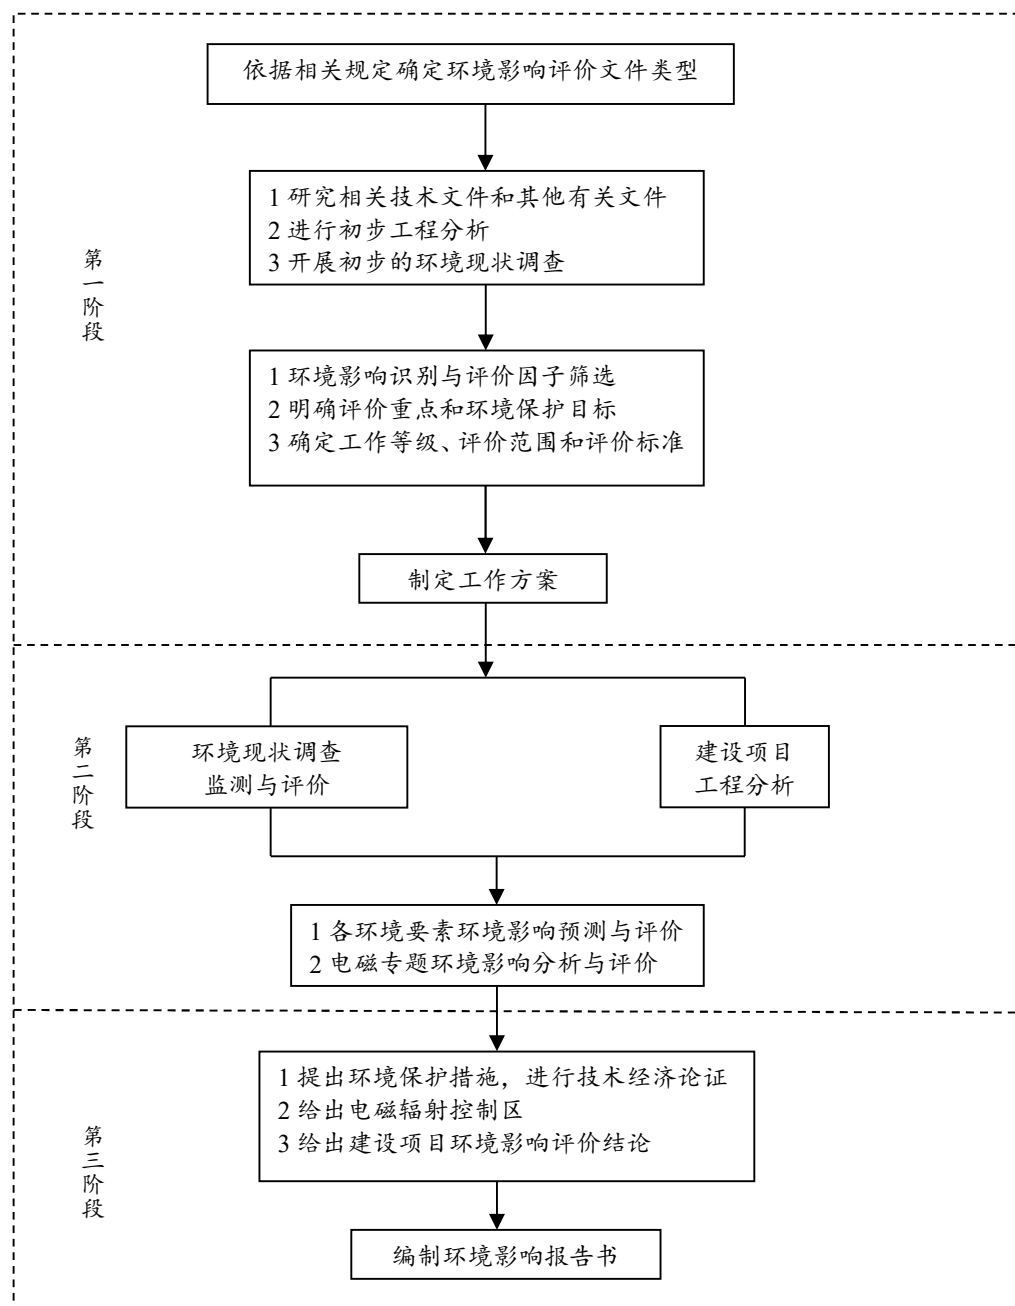 依据相关规定确定环境影响评价文件类型
第一阶段
1 研究相关技术文件和其他有关文件
2 进行初步工程分析
3 开展初步的环境现状调查
1 环境影响识别与评价因子筛选
2 明确评价重点和环境保护目标
3 确定工作等级、评价范围和评价标准
制定工作方案
第二阶段
环境现状调查
监测与评价
建设项目
工程分析
1 各环境要素环境影响预测与评价
2 电磁专题环境影响分析与评价
第三阶段
1 提出环境保护措施，进行技术经济论证
2 给出电磁辐射控制区
3 给出建设项目环境影响评价结论
编制环境影响报告书